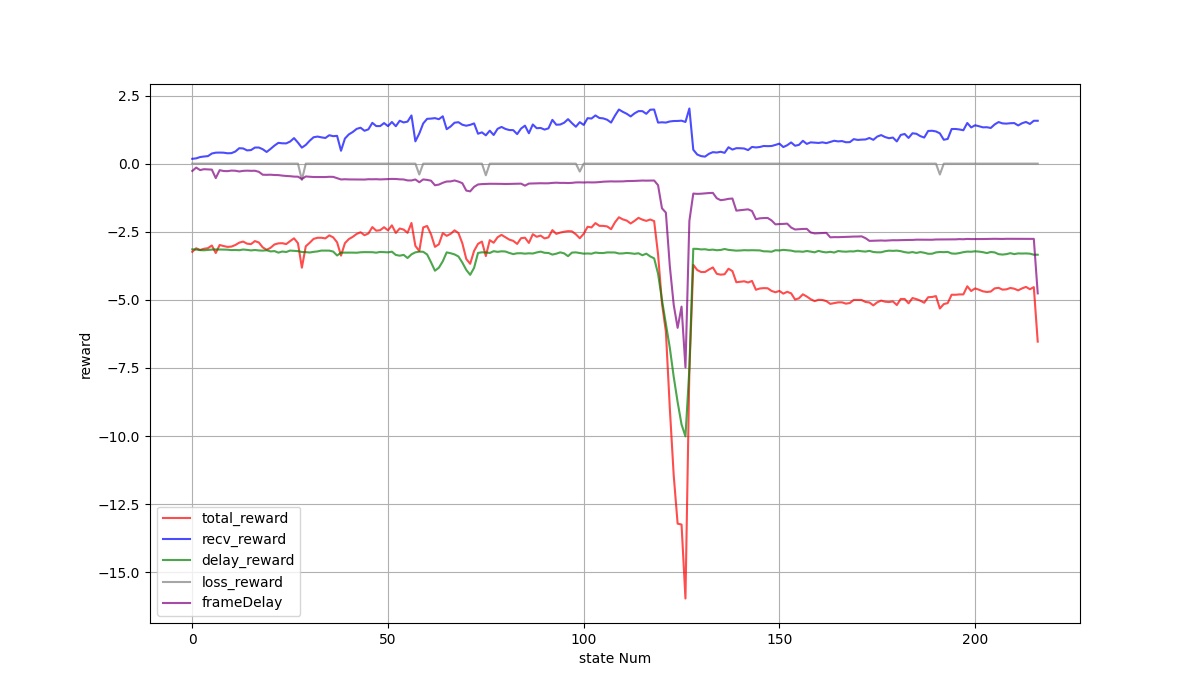 2.5
0.0
−2.5
−5.0
−7.5
−10.0
−12.5
−15.0
reward
total_reward
recv_reward
delay_reward
loss_reward
frameDelay
0 50 100 150 200
state Num